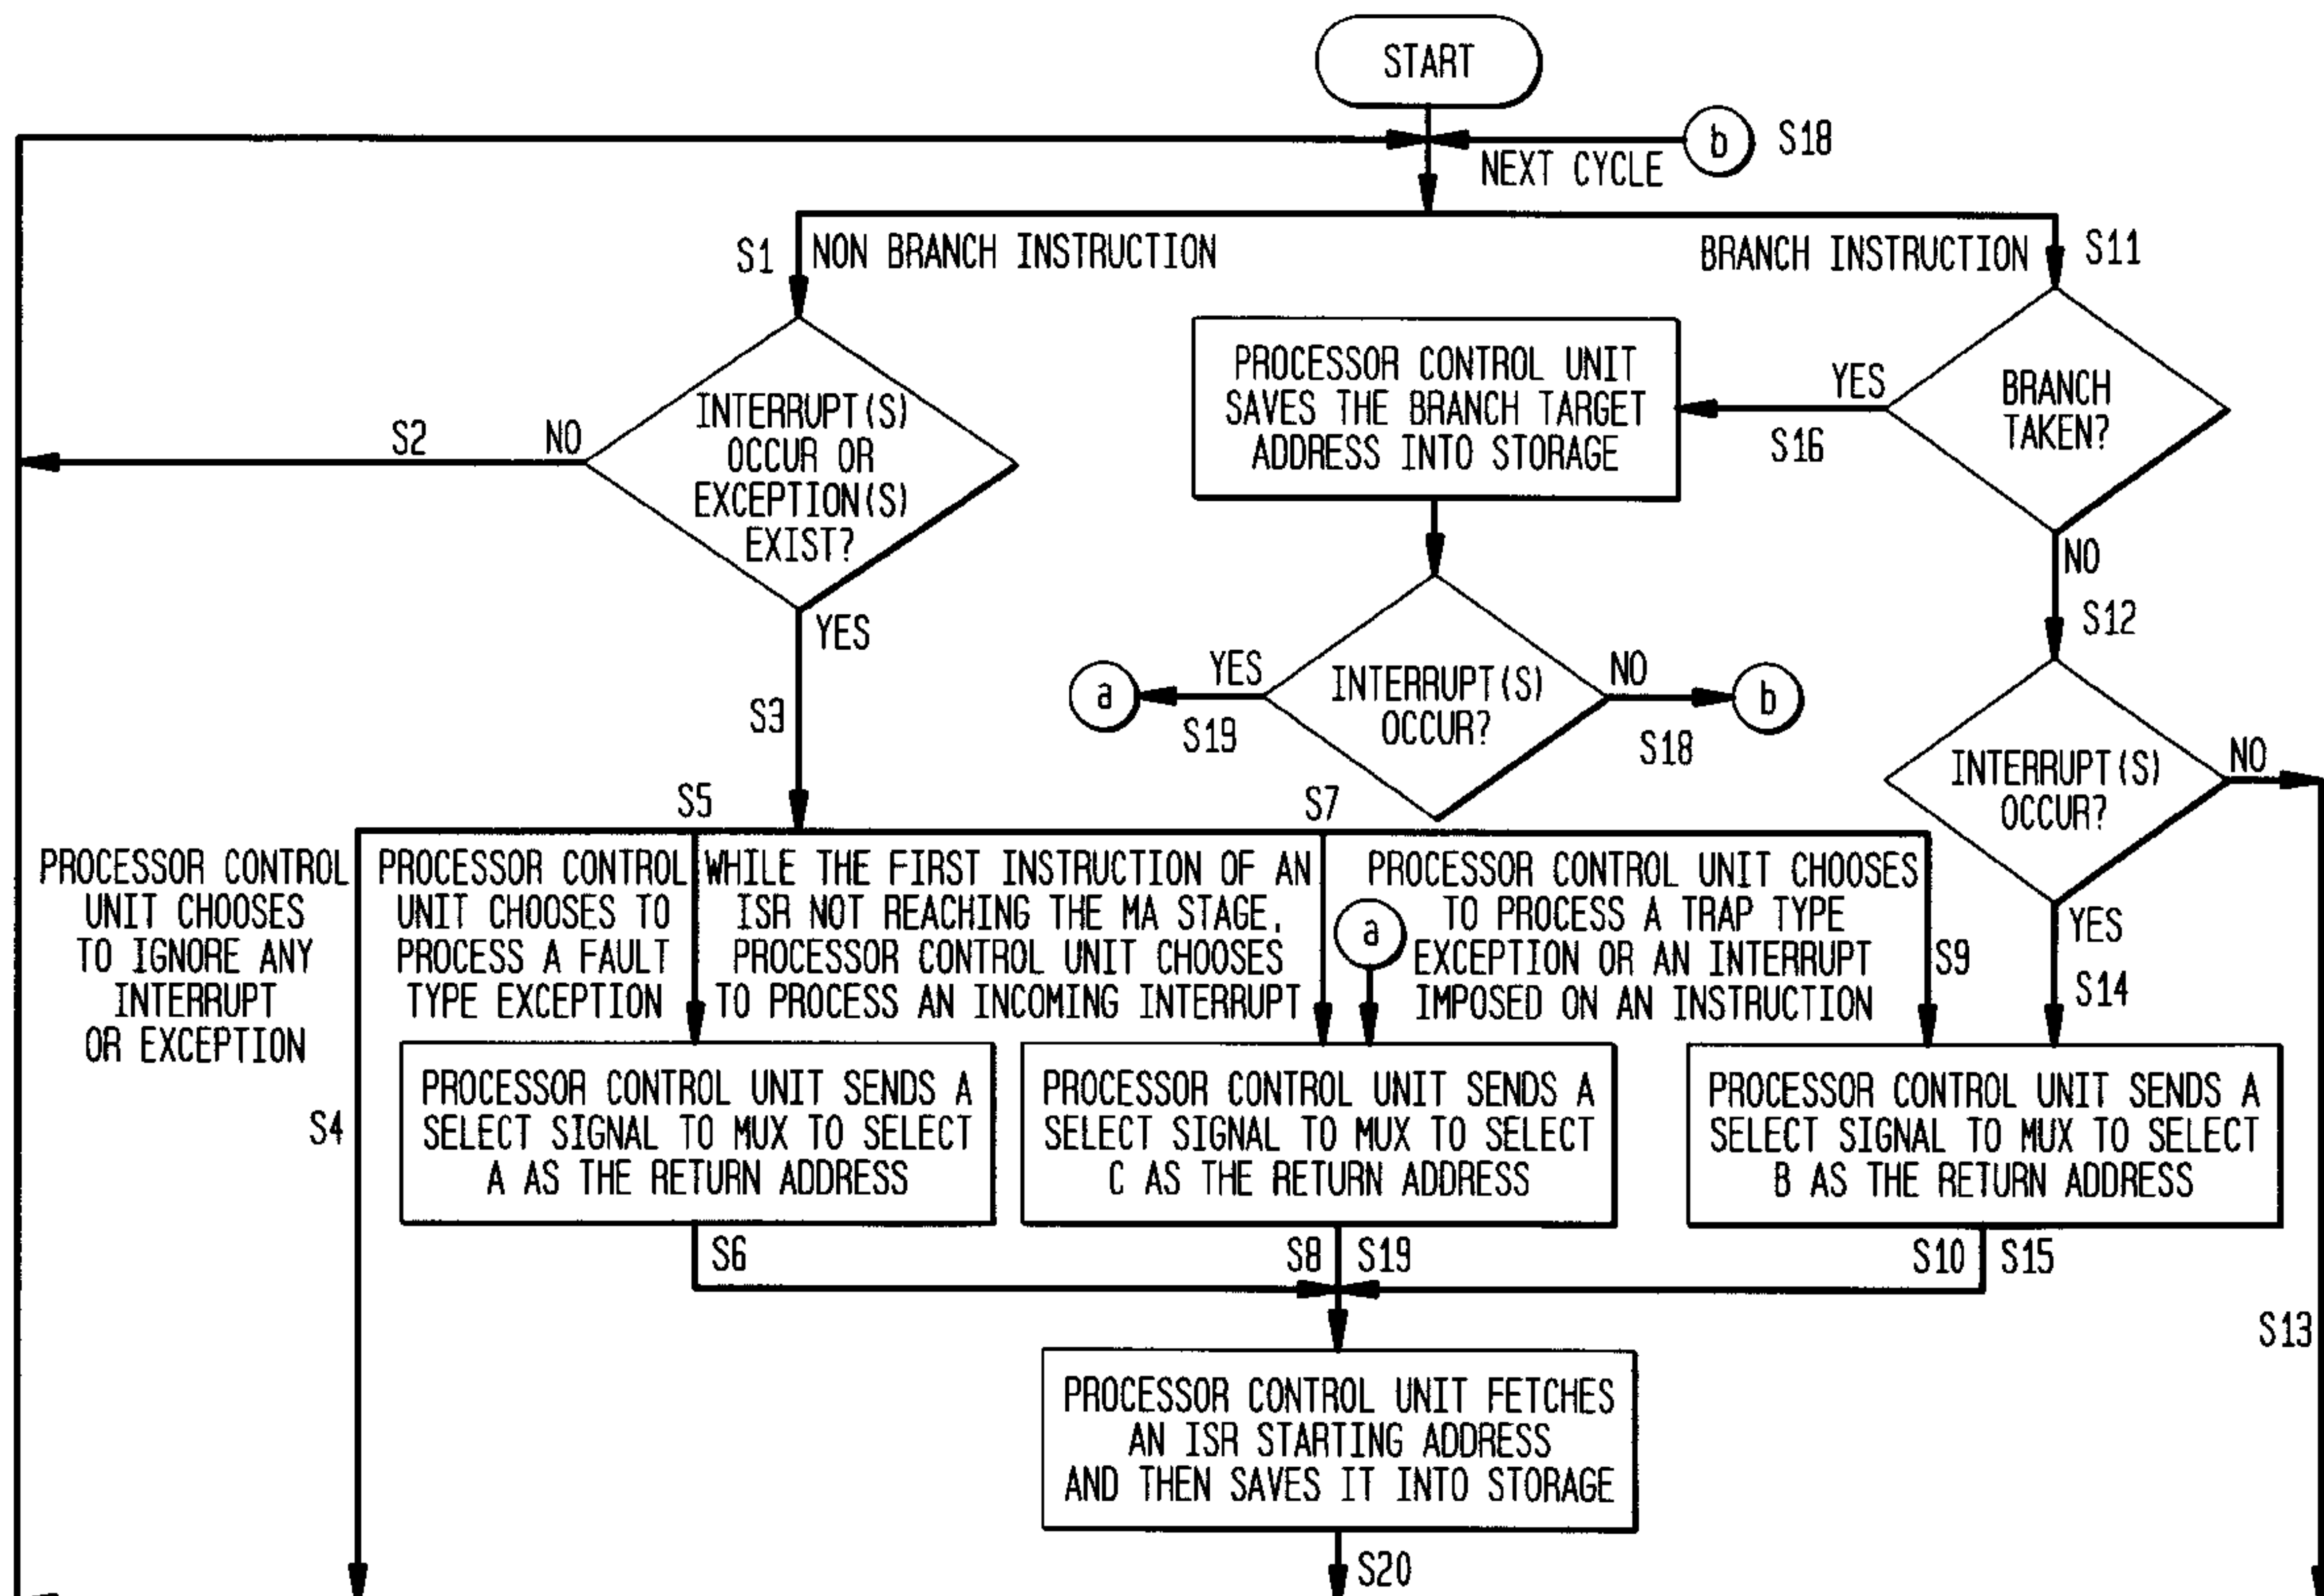 START
b
S18
NEXT CYCLE
S1
NON BRANCH INSTRUCTION
BRANCH INSTRUCTION
S11
INTERRUPT(S)
OCCUR OR
EXCEPTION(S)
EXIST?
NO
S2
YES
S3
PROCESSOR CONTROL UNIT
SAVES THE BRANCH TARGET
ADDRESS INTO STORAGE
YES
S16
BRANCH
TAKEN?
NO
S12
INTERRUPT(S)
OCCUR?
YES
S19
a
NO
S18
b
INTERRUPT(S)
OCCUR?
NO
YES
S14
S5
S7
PROCESSOR CONTROL
UNIT CHOOSES
TO IGNORE ANY
INTERRUPT
OR EXCEPTION
S4
PROCESSOR CONTROL
UNIT CHOOSES TO
PROCESS A FAULT
TYPE EXCEPTION
WHILE THE FIRST INSTRUCTION OF AN
ISR NOT REACHING THE MA STAGE.
PROCESSOR CONTROL UNIT CHOOSES
TO PROCESS AN INCOMING INTERRUPT
a
PROCESSOR CONTROL UNIT CHOOSES
TO PROCESS A TRAP TYPE
EXCEPTION OR AN INTERRUPT
IMPOSED ON AN INSTRUCTION
S9
PROCESSOR CONTROL UNIT SENDS A
SELECT SIGNAL TO MUX TO SELECT
A AS THE RETURN ADDRESS
PROCESSOR CONTROL UNIT SENDS A
SELECT SIGNAL TO MUX TO SELECT
C AS THE RETURN ADDRESS
PROCESSOR CONTROL UNIT SENDS A
SELECT SIGNAL TO MUX TO SELECT
B AS THE RETURN ADDRESS
S6
S8
S19
S10
S15
S13
PROCESSOR CONTROL UNIT FETCHES
AN ISR STARTING ADDRESS
AND THEN SAVES IT INTO STORAGE
S20